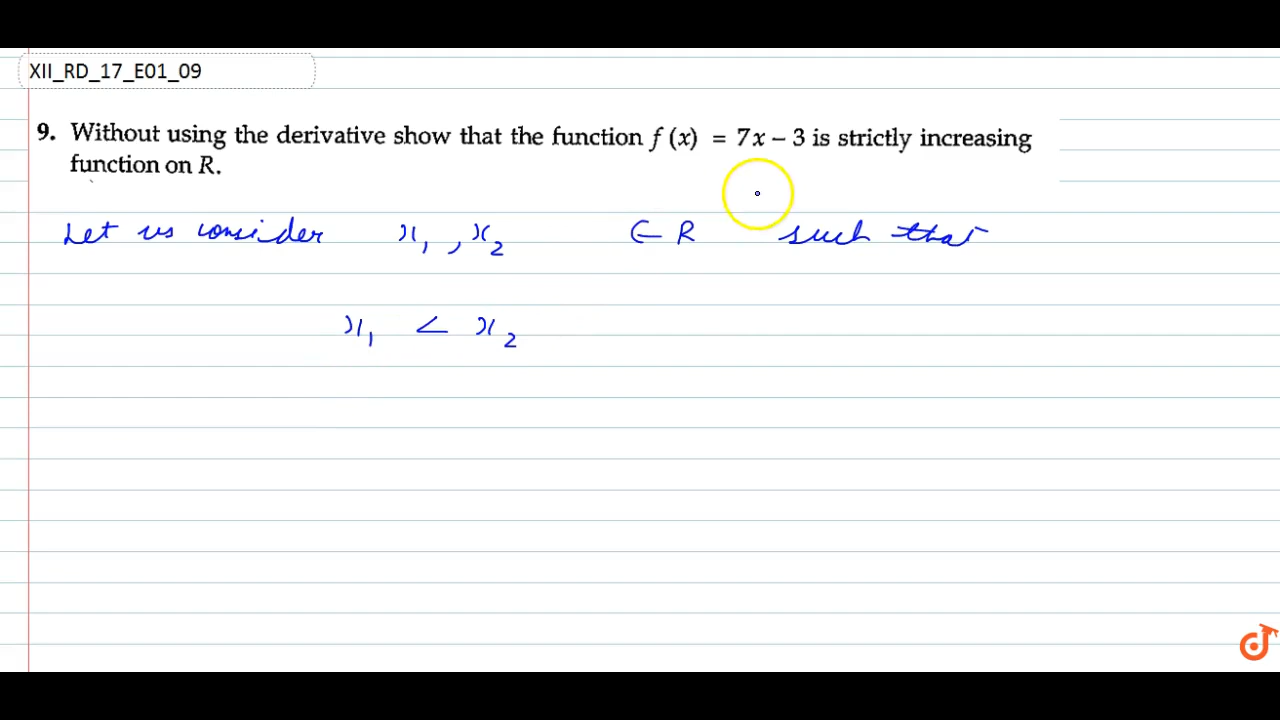 XII_RD_17_E01_09
9. Without using the derivative show that the function f (x) = 7x – 3 is strictly increasing
function on R.
Let us consider x₁ , x₂ ∈ R such that
x₁ < x₂